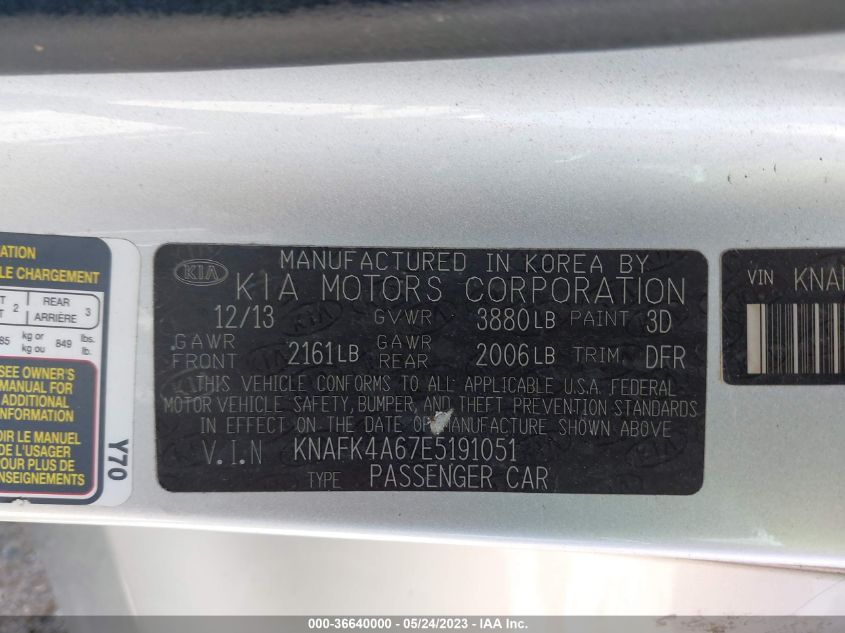 ATION
LE CHARGEMENT
T 2 REAR 3
T ARRIÈRE
85 kg or kg ou 849 lbs. lb.
SEE OWNER'S
MANUAL FOR
ADDITIONAL
INFORMATION
OIR LE MANUEL
DE L'USAGER
POUR PLUS DE
RENSEIGNEMENTS
Y70
KIA
MANUFACTURED IN KOREA BY
KIA MOTORS CORPORATION
12/13 GVWR 3880LB PAINT 3D
GAWR FRONT 2161LB GAWR REAR 2006LB TRIM. DFR
THIS VEHICLE CONFORMS TO ALL APPLICABLE U.S.A. FEDERAL
MOTOR VEHICLE SAFETY, BUMPER, AND THEFT PREVENTION STANDARDS
IN EFFECT ON THE DATE OF MANUFACTURE SHOWN ABOVE
V.I.N KNAFK4A67E5191051
TYPE PASSENGER CAR
VIN KNA
000-36640000 - 05/24/2023 - IAA Inc.